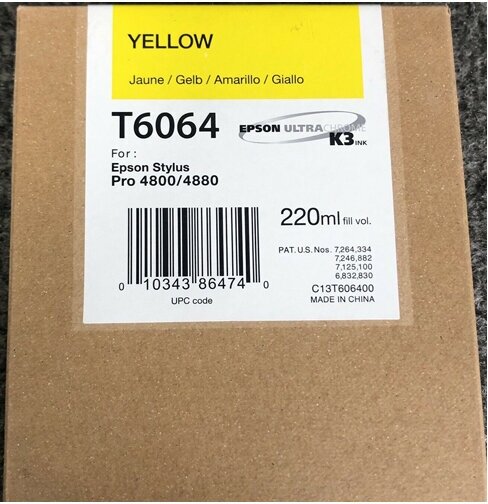 YELLOW
Jaune / Gelb / Amarillo / Giallo
T6064 EPSON ULTRACHROME K3 INK
For :
Epson Stylus
Pro 4800/4880
220ml fill vol.
0 10343 86474 0
UPC code
PAT. U.S. Nos. 7,264,334
7,246,882
7,125,100
6,832,830
C13T606400
MADE IN CHINA